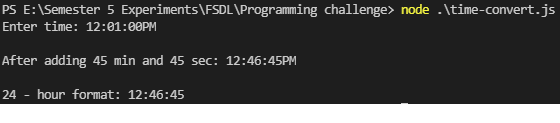 PS E:\Semester 5 Experiments\FSDL\Programming challenge> node .\time-convert.js
Enter time: 12:01:00PM
After adding 45 min and 45 sec: 12:46:45PM
24 - hour format: 12:46:45